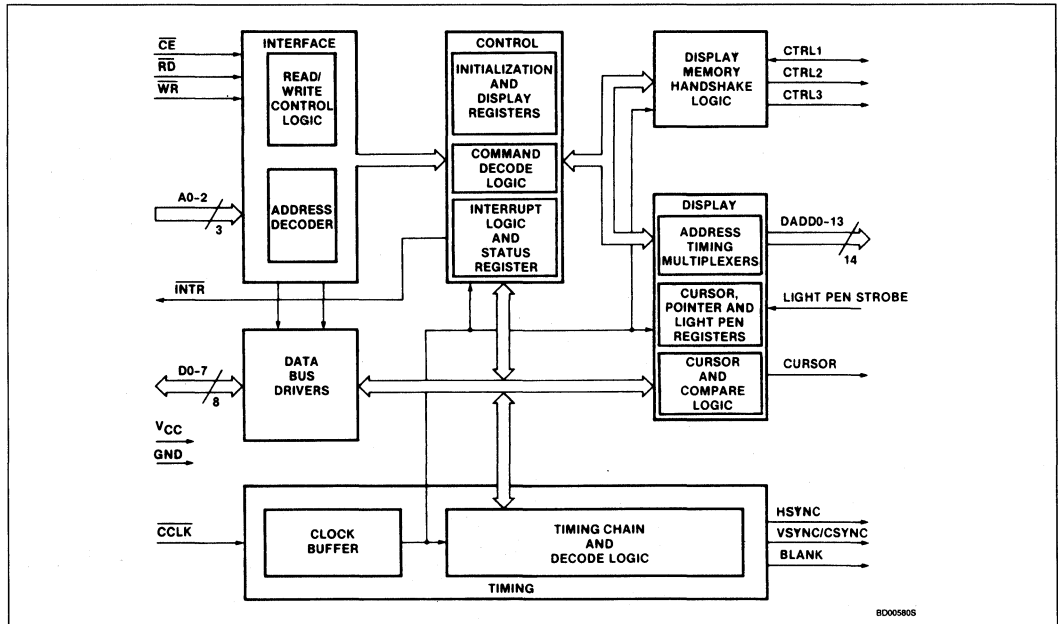 INTERFACE
CE
RD
WR
READ/
WRITE
CONTROL
LOGIC
A0-2
3
ADDRESS
DECODER
INTR
CONTROL
INITIALIZATION
AND
DISPLAY
REGISTERS
COMMAND
DECODE
LOGIC
INTERRUPT
LOGIC
AND
STATUS
REGISTER
DISPLAY
MEMORY
HANDSHAKE
LOGIC
CTRL1
CTRL2
CTRL3
DISPLAY
ADDRESS
TIMING
MULTIPLEXERS
DADD0-13
14
CURSOR,
POINTER AND
LIGHT PEN
REGISTERS
LIGHT PEN STROBE
CURSOR
AND
COMPARE
LOGIC
CURSOR
D0-7
8
DATA
BUS
DRIVERS
VCC
GND
CCLK
CLOCK
BUFFER
TIMING CHAIN
AND
DECODE LOGIC
TIMING
HSYNC
VSYNC/CSYNC
BLANK
BD00580S